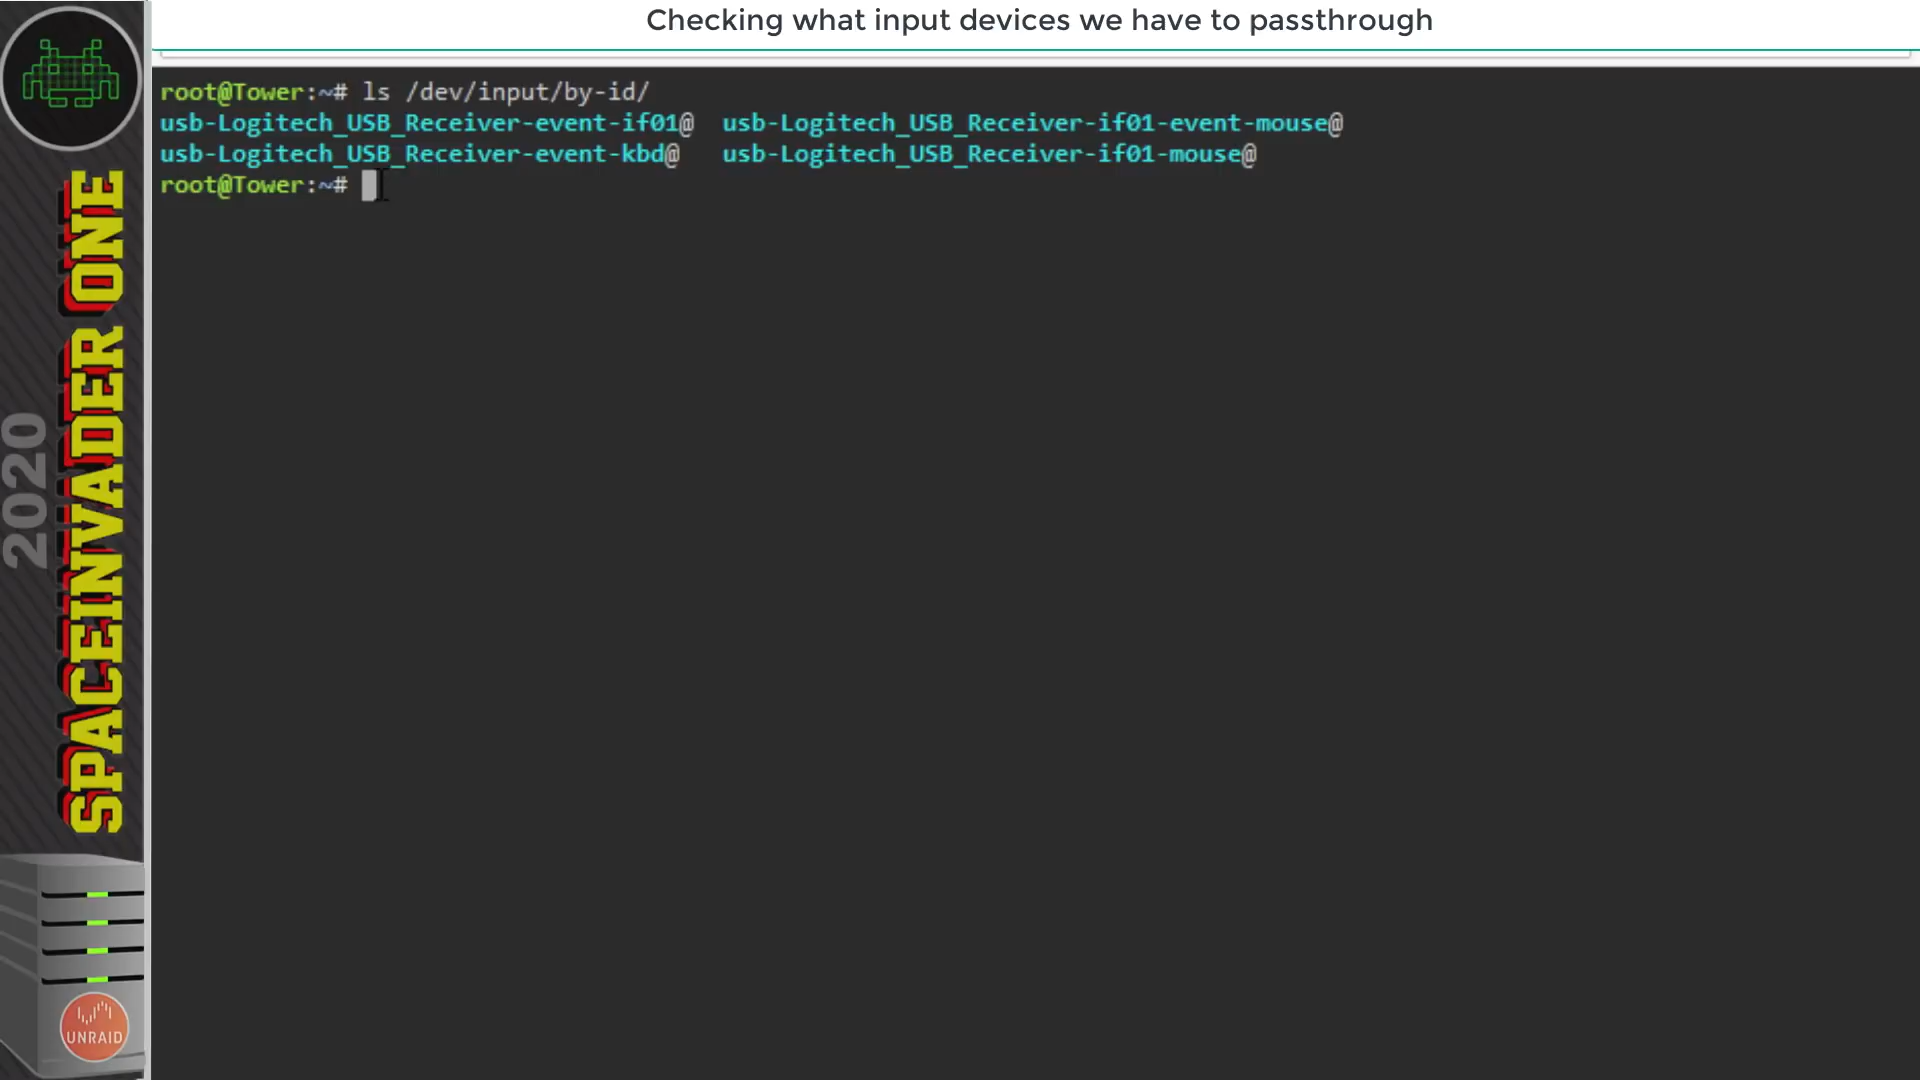 Checking what input devices we have to passthrough
root@Tower:~# ls /dev/input/by-id/
usb-Logitech_USB_Receiver-event-if01@  usb-Logitech_USB_Receiver-if01-event-mouse@
usb-Logitech_USB_Receiver-event-kbd@   usb-Logitech_USB_Receiver-if01-mouse@
root@Tower:~#
2020
SPACEINVADER ONE
UNRAID